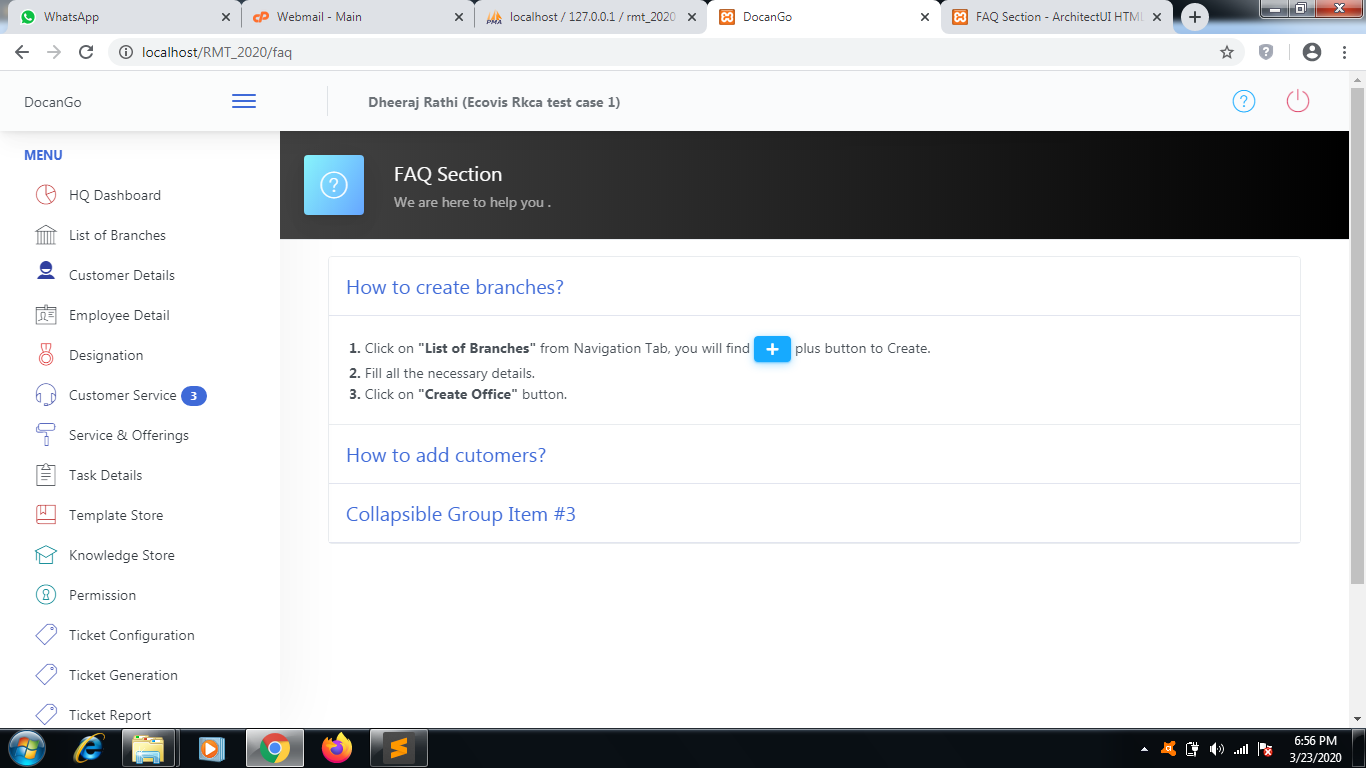 WhatsApp
Webmail - Main
localhost / 127.0.0.1 / rmt_2020
DocanGo
FAQ Section - ArchitectUI HTML
localhost/RMT_2020/faq
DocanGo
Dheeraj Rathi (Ecovis Rkca test case 1)
MENU
HQ Dashboard
List of Branches
Customer Details
Employee Detail
Designation
Customer Service 3
Service & Offerings
Task Details
Template Store
Knowledge Store
Permission
Ticket Configuration
Ticket Generation
Ticket Report
FAQ Section
We are here to help you .
How to create branches?
1. Click on "List of Branches" from Navigation Tab, you will find + plus button to Create.
2. Fill all the necessary details.
3. Click on "Create Office" button.
How to add cutomers?
Collapsible Group Item #3
6:56 PM
3/23/2020